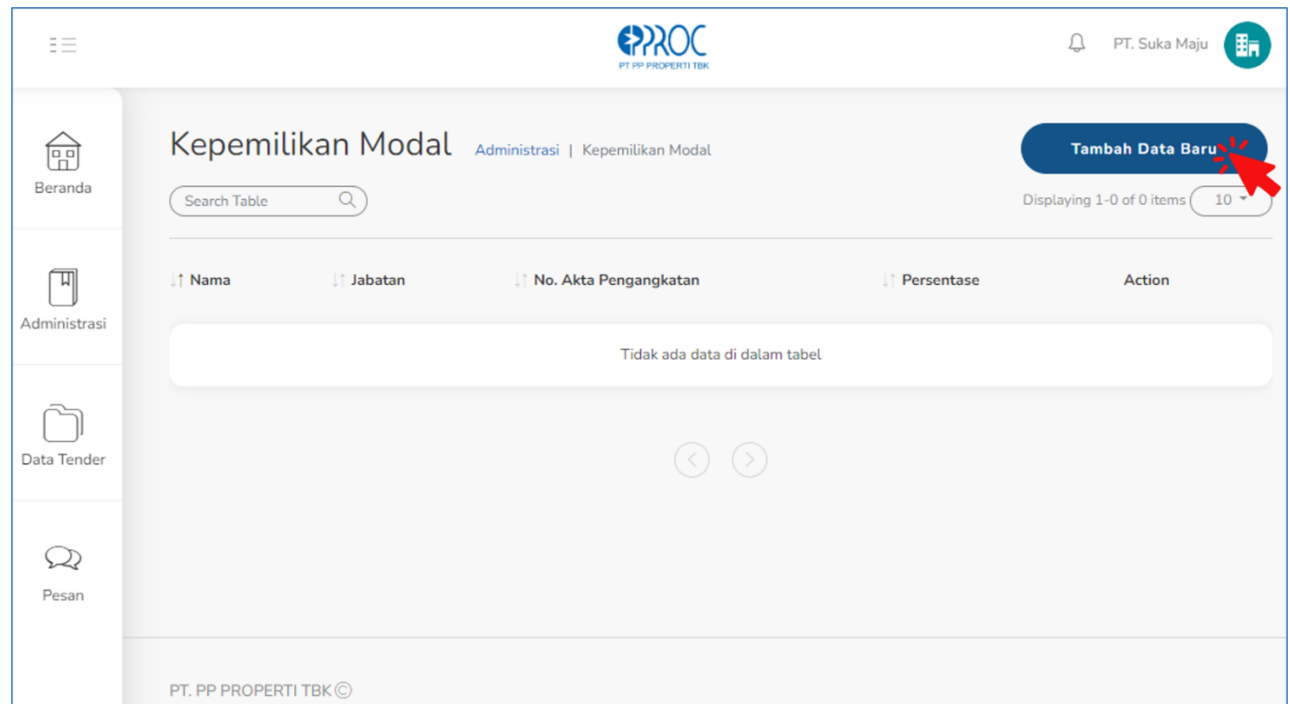 EPROC
PT PP PROPERTI TBK
PT. Suka Maju
Beranda
Administrasi
Data Tender
Pesan
Kepemilikan Modal
Administrasi | Kepemilikan Modal
Tambah Data Baru
Search Table
Displaying 1-0 of 0 items 10
Nama Jabatan No. Akta Pengangkatan Persentase Action
Tidak ada data di dalam tabel
PT. PP PROPERTI TBK ©